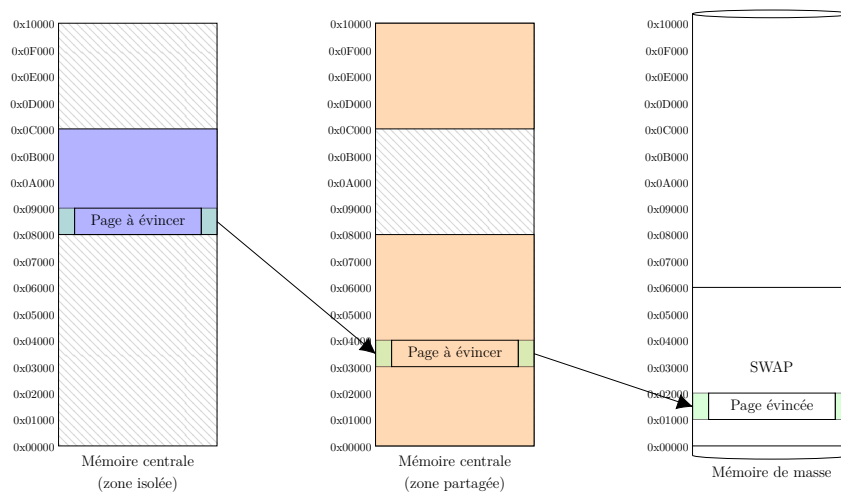 0x10000
0x0F000
0x0E000
0x0D000
0x0C000
0x0B000
0x0A000
0x09000
0x08000
0x07000
0x06000
0x05000
0x04000
0x03000
0x02000
0x01000
0x00000
Page à évincer
Mémoire centrale
(zone isolée)
0x10000
0x0F000
0x0E000
0x0D000
0x0C000
0x0B000
0x0A000
0x09000
0x08000
0x07000
0x06000
0x05000
0x04000
0x03000
0x02000
0x01000
0x00000
Page à évincer
Mémoire centrale
(zone partagée)
0x10000
0x0F000
0x0E000
0x0D000
0x0C000
0x0B000
0x0A000
0x09000
0x08000
0x07000
0x06000
0x05000
0x04000
0x03000
0x02000
0x01000
0x00000
SWAP
Page évincée
Mémoire de masse